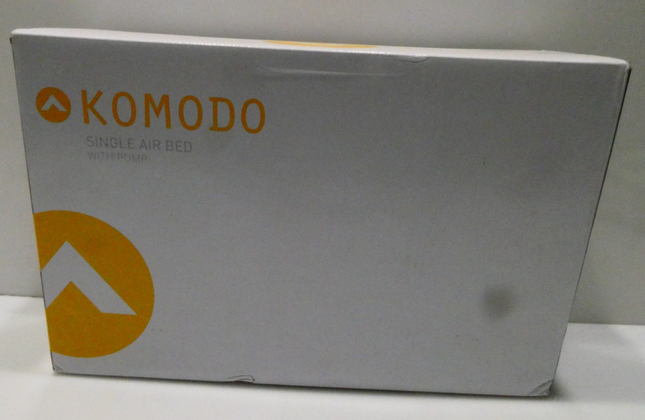 KOMODO
SINGLE AIR BED
WITH PUMP